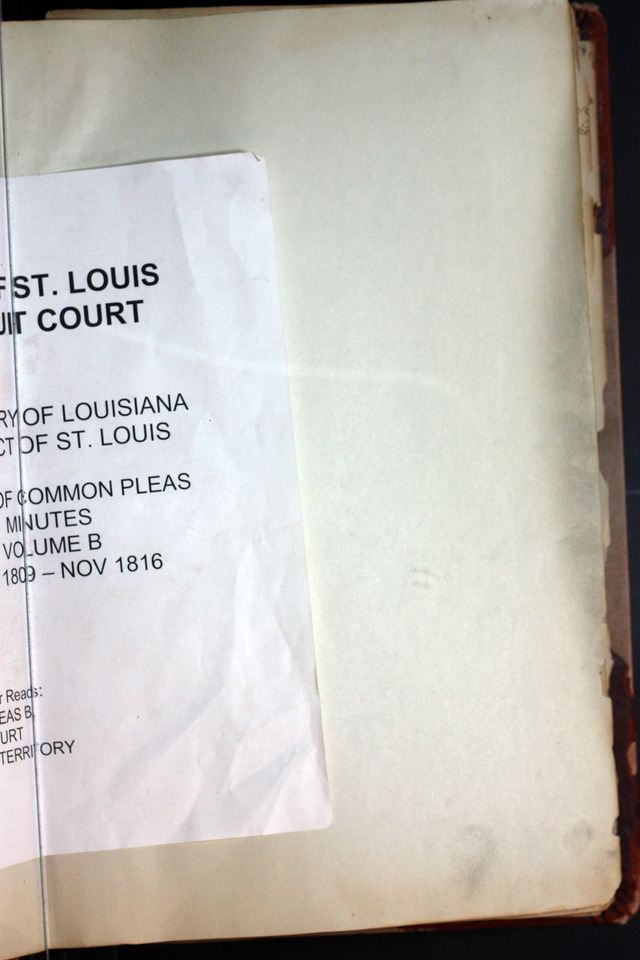 F ST. LOUIS
UIT COURT
RY OF LOUISIANA
CT OF ST. LOUIS
OF COMMON PLEAS
MINUTES
VOLUME B
1809 – NOV 1816
r Reads:
EAS B
URT
TERRITORY